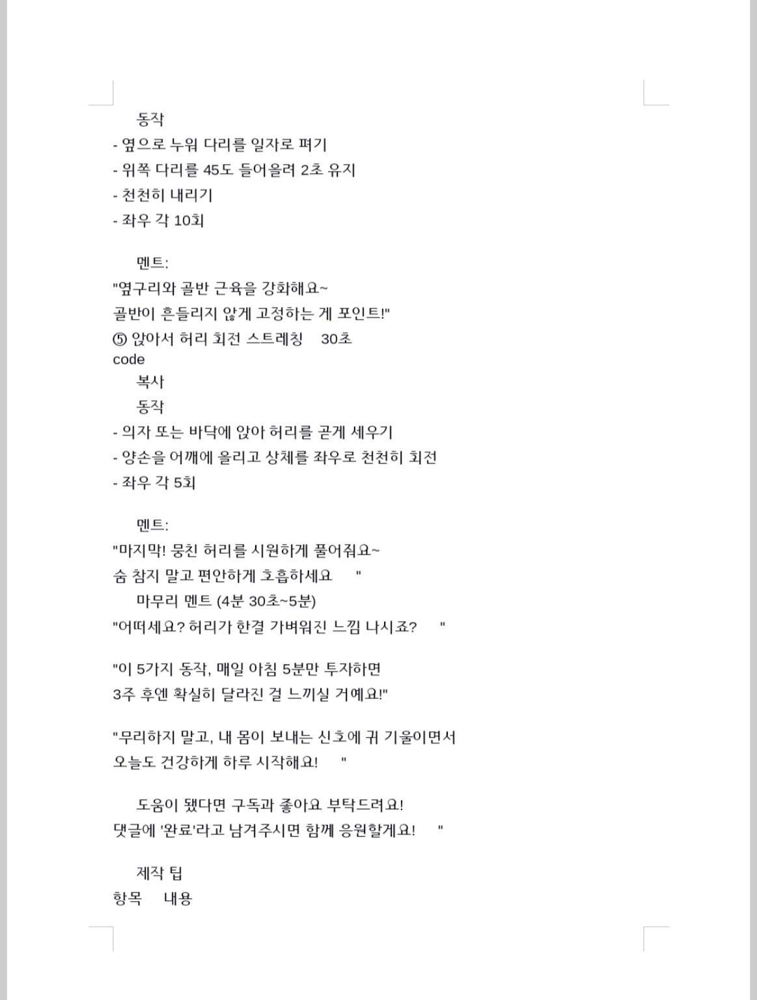 동작
- 옆으로 누워 다리를 일자로 펴기
- 위쪽 다리를 45도 들어올려 2초 유지
- 천천히 내리기
- 좌우 각 10회
멘트:
"옆구리와 골반 근육을 강화해요~
골반이 흔들리지 않게 고정하는 게 포인트!"
⑤ 앉아서 허리 회전 스트레칭 30초
code
복사
동작
- 의자 또는 바닥에 앉아 허리를 곧게 세우기
- 양손을 어깨에 올리고 상체를 좌우로 천천히 회전
- 좌우 각 5회
멘트:
"마지막! 뭉친 허리를 시원하게 풀어줘요~
숨 참지 말고 편안하게 호흡하세요 "
마무리 멘트 (4분 30초~5분)
"어떠세요? 허리가 한결 가벼워진 느낌 나시죠? "
"이 5가지 동작, 매일 아침 5분만 투자하면
3주 후엔 확실히 달라진 걸 느끼실 거예요!"
"무리하지 말고, 내 몸이 보내는 신호에 귀 기울이면서
오늘도 건강하게 하루 시작해요! "
도움이 됐다면 구독과 좋아요 부탁드려요!
댓글에 '완료'라고 남겨주시면 함께 응원할게요! "
제작 팁
항목 내용